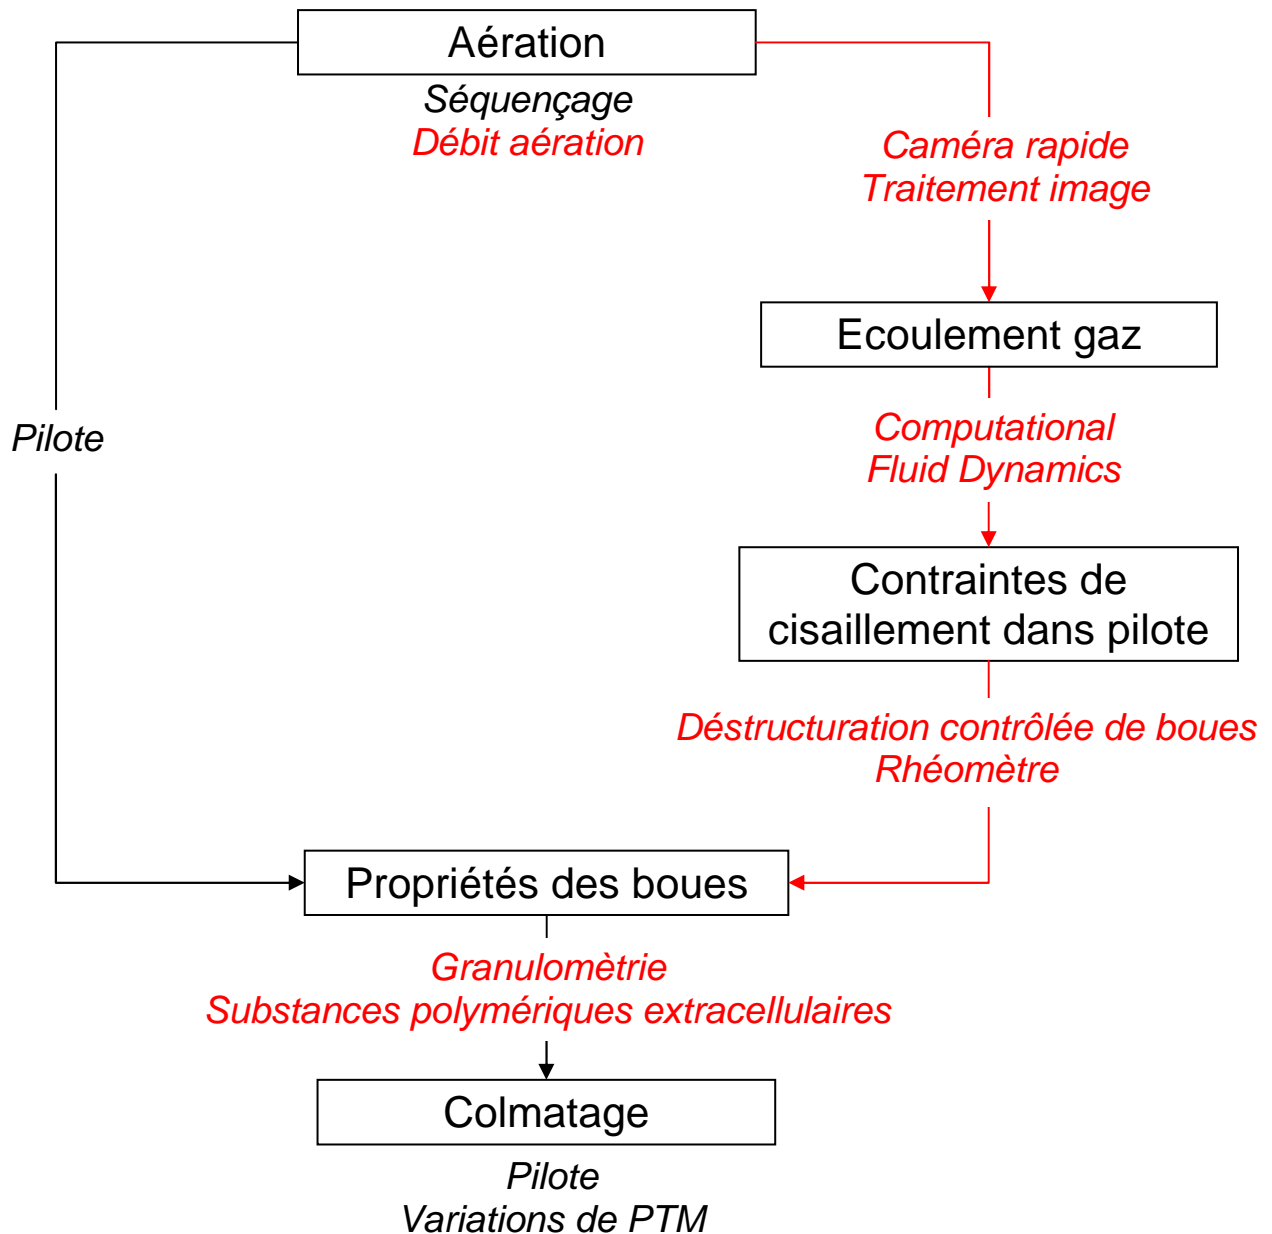 Aération
Séquençage
Débit aération
Caméra rapide
Traitement image
Ecoulement gaz
Pilote
Computational
Fluid Dynamics
Contraintes de
cisaillement dans pilote
Déstructuration contrôlée de boues
Rhéomètre
Propriétés des boues
Granulomètrie
Substances polymériques extracellulaires
Colmatage
Pilote
Variations de PTM